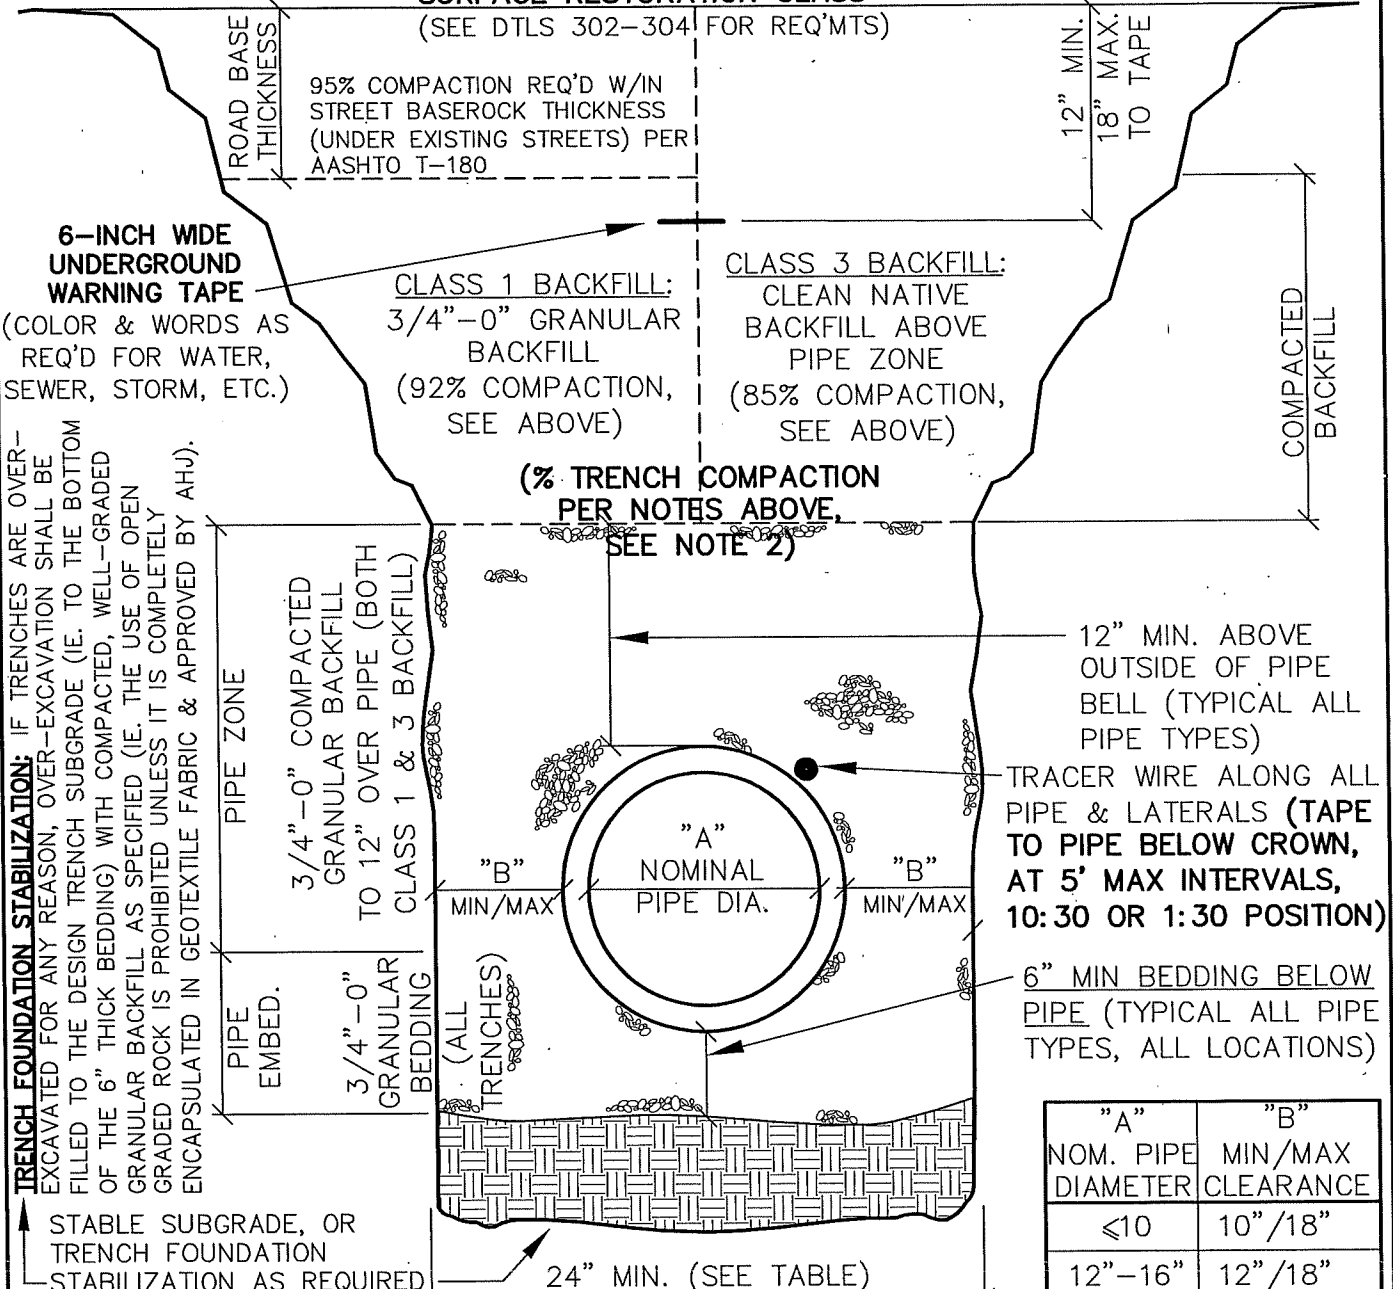 (SEE DTLS 302-304 FOR REQ'MTS)
ROAD BASE
THICKNESS
95% COMPACTION REQ'D W/IN
STREET BASEROCK THICKNESS
(UNDER EXISTING STREETS) PER
AASHTO T-180
12" MIN.
18" MAX.
TO TAPE
6-INCH WIDE
UNDERGROUND
WARNING TAPE
(COLOR & WORDS AS
REQ'D FOR WATER,
SEWER, STORM, ETC.)
CLASS 1 BACKFILL:
3/4"-0" GRANULAR
BACKFILL
(92% COMPACTION,
SEE ABOVE)
CLASS 3 BACKFILL:
CLEAN NATIVE
BACKFILL ABOVE
PIPE ZONE
(85% COMPACTION,
SEE ABOVE)
COMPACTED
BACKFILL
(% TRENCH COMPACTION
PER NOTES ABOVE,
SEE NOTE 2)
TRENCH FOUNDATION STABILIZATION: IF TRENCHES ARE OVER-
EXCAVATED FOR ANY REASON, OVER-EXCAVATION SHALL BE
FILLED TO THE DESIGN TRENCH SUBGRADE (IE. TO THE BOTTOM
OF THE 6" THICK BEDDING) WITH COMPACTED, WELL-GRADED
GRANULAR BACKFILL AS SPECIFIED (IE. THE USE OF OPEN
GRADED ROCK IS PROHIBITED UNLESS IT IS COMPLETELY
ENCAPSULATED IN GEOTEXTILE FABRIC & APPROVED BY AHJ).
PIPE ZONE
3/4"-0" COMPACTED
GRANULAR BACKFILL
TO 12" OVER PIPE (BOTH
CLASS 1 & 3 BACKFILL)
12" MIN. ABOVE
OUTSIDE OF PIPE
BELL (TYPICAL ALL
PIPE TYPES)
TRACER WIRE ALONG ALL
PIPE & LATERALS (TAPE
TO PIPE BELOW CROWN,
AT 5' MAX INTERVALS,
10:30 OR 1:30 POSITION)
"A"
NOMINAL
PIPE DIA.
"B"
MIN/MAX
"B"
MIN/MAX
PIPE
EMBED.
3/4"-0"
GRANULAR
BEDDING
(ALL
TRENCHES)
6" MIN BEDDING BELOW
PIPE (TYPICAL ALL PIPE
TYPES, ALL LOCATIONS)
"A" "B"
NOM. PIPE MIN/MAX
DIAMETER CLEARANCE
≤10 10"/18"
12"-16" 12"/18"
STABLE SUBGRADE, OR
TRENCH FOUNDATION
STABILIZATION AS REQUIRED
24" MIN. (SEE TABLE)